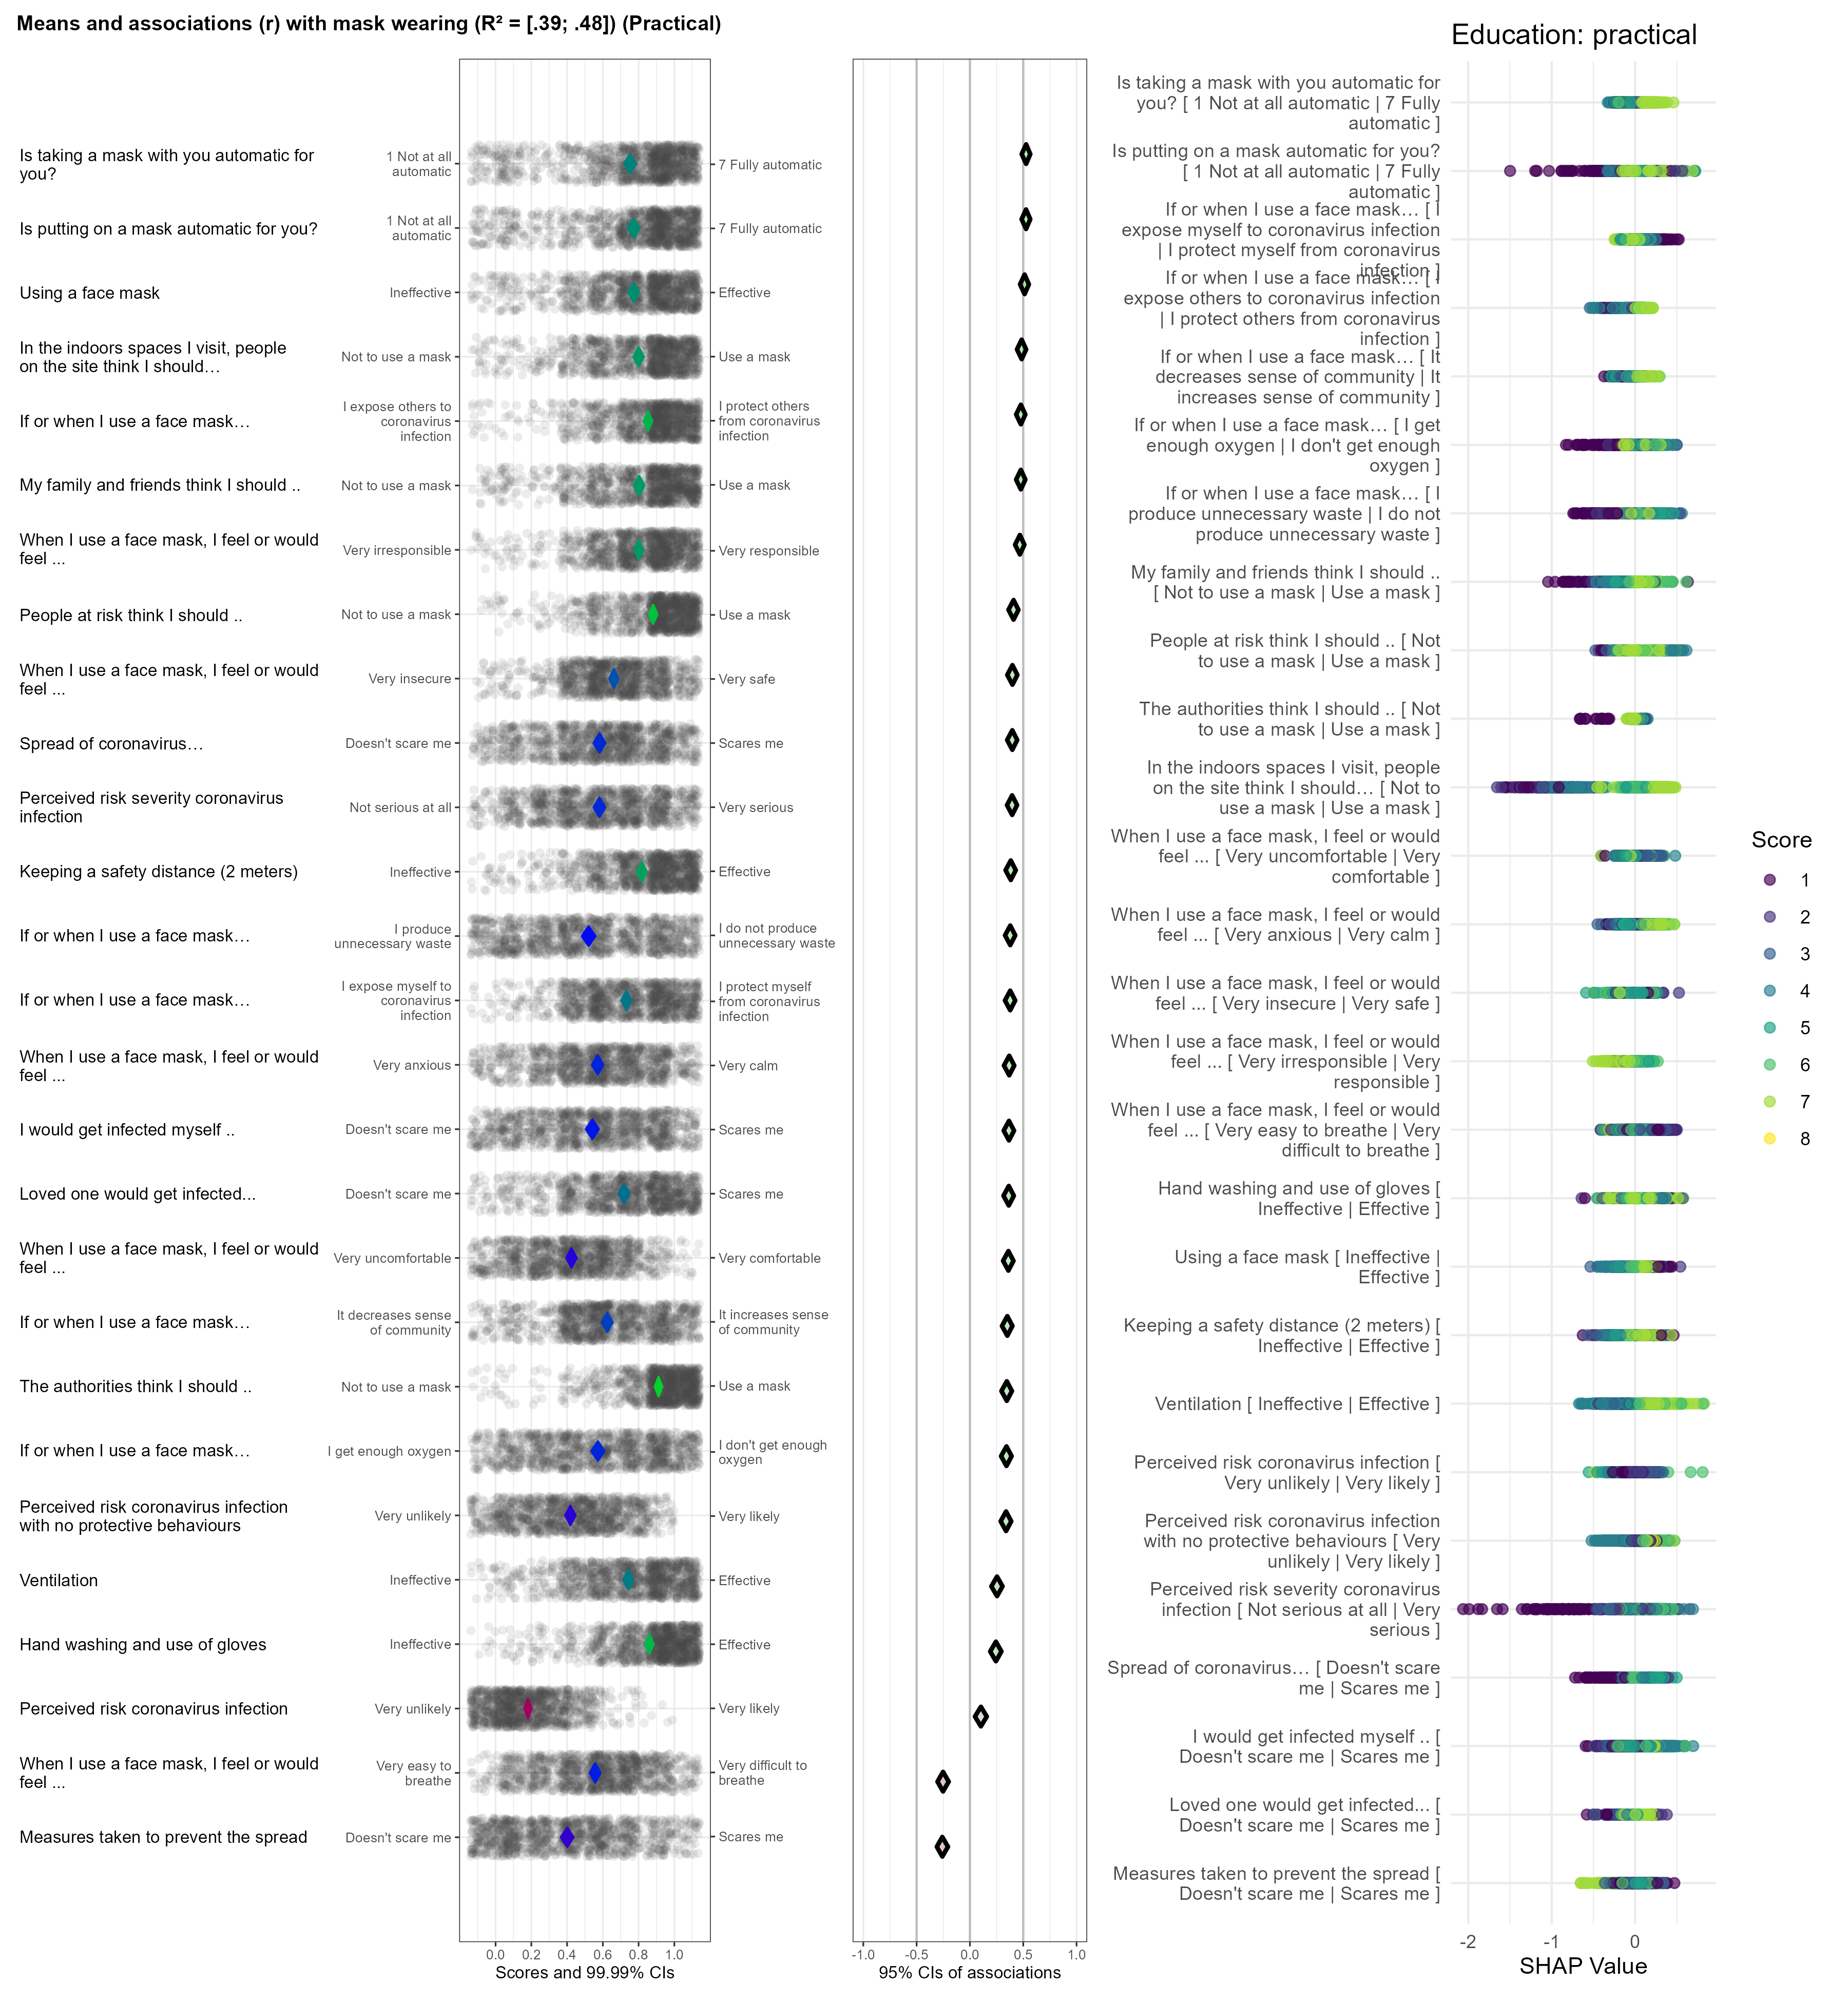 Means and associations (r) with mask wearing (R² = [.39; .48]) (Practical)
Is taking a mask with you automatic for
you?
1 Not at all
automatic
7 Fully automatic
Is putting on a mask automatic for you?
1 Not at all
automatic
7 Fully automatic
Using a face mask
Ineffective
Effective
In the indoors spaces I visit, people
on the site think I should…
Not to use a mask
Use a mask
If or when I use a face mask…
I expose others to
coronavirus
infection
I protect others
from coronavirus
infection
My family and friends think I should ..
Not to use a mask
Use a mask
When I use a face mask, I feel or would
feel ...
Very irresponsible
Very responsible
People at risk think I should ..
Not to use a mask
Use a mask
When I use a face mask, I feel or would
feel ...
Very insecure
Very safe
Spread of coronavirus…
Doesn't scare me
Scares me
Perceived risk severity coronavirus
infection
Not serious at all
Very serious
Keeping a safety distance (2 meters)
Ineffective
Effective
If or when I use a face mask…
I produce
unnecessary waste
I do not produce
unnecessary waste
If or when I use a face mask…
I expose myself to
coronavirus
infection
I protect myself
from coronavirus
infection
When I use a face mask, I feel or would
feel ...
Very anxious
Very calm
I would get infected myself ..
Doesn't scare me
Scares me
Loved one would get infected...
Doesn't scare me
Scares me
When I use a face mask, I feel or would
feel ...
Very uncomfortable
Very comfortable
If or when I use a face mask…
It decreases sense
of community
It increases sense
of community
The authorities think I should ..
Not to use a mask
Use a mask
If or when I use a face mask…
I get enough oxygen
I don't get enough
oxygen
Perceived risk coronavirus infection
with no protective behaviours
Very unlikely
Very likely
Ventilation
Ineffective
Effective
Hand washing and use of gloves
Ineffective
Effective
Perceived risk coronavirus infection
Very unlikely
Very likely
When I use a face mask, I feel or would
feel ...
Very easy to
breathe
Very difficult to
breathe
Measures taken to prevent the spread
Doesn't scare me
Scares me
0.0 0.2 0.4 0.6 0.8 1.0
Scores and 99.99% CIs
-1.0 -0.5 0.0 0.5 1.0
95% CIs of associations
Education: practical
Is taking a mask with you automatic for
you? [ 1 Not at all automatic | 7 Fully
automatic ]
Is putting on a mask automatic for you?
[ 1 Not at all automatic | 7 Fully
automatic ]
If or when I use a face mask… [ I
expose myself to coronavirus infection
| I protect myself from coronavirus
infection ]
If or when I use a face mask… [ I
expose others to coronavirus infection
| I protect others from coronavirus
infection ]
If or when I use a face mask… [ It
decreases sense of community | It
increases sense of community ]
If or when I use a face mask… [ I get
enough oxygen | I don't get enough
oxygen ]
If or when I use a face mask… [ I
produce unnecessary waste | I do not
produce unnecessary waste ]
My family and friends think I should ..
[ Not to use a mask | Use a mask ]
People at risk think I should .. [ Not
to use a mask | Use a mask ]
The authorities think I should .. [ Not
to use a mask | Use a mask ]
In the indoors spaces I visit, people
on the site think I should… [ Not to
use a mask | Use a mask ]
When I use a face mask, I feel or would
feel ... [ Very uncomfortable | Very
comfortable ]
When I use a face mask, I feel or would
feel ... [ Very anxious | Very calm ]
When I use a face mask, I feel or would
feel ... [ Very insecure | Very safe ]
When I use a face mask, I feel or would
feel ... [ Very irresponsible | Very
responsible ]
When I use a face mask, I feel or would
feel ... [ Very easy to breathe | Very
difficult to breathe ]
Hand washing and use of gloves [
Ineffective | Effective ]
Using a face mask [ Ineffective |
Effective ]
Keeping a safety distance (2 meters) [
Ineffective | Effective ]
Ventilation [ Ineffective | Effective ]
Perceived risk coronavirus infection [
Very unlikely | Very likely ]
Perceived risk coronavirus infection
with no protective behaviours [ Very
unlikely | Very likely ]
Perceived risk severity coronavirus
infection [ Not serious at all | Very
serious ]
Spread of coronavirus… [ Doesn't scare
me | Scares me ]
I would get infected myself .. [
Doesn't scare me | Scares me ]
Loved one would get infected... [
Doesn't scare me | Scares me ]
Measures taken to prevent the spread [
Doesn't scare me | Scares me ]
-2 -1 0
SHAP Value
Score
1
2
3
4
5
6
7
8